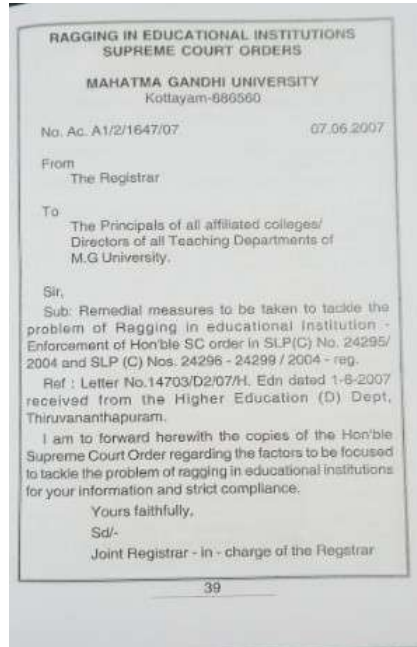 RAGGING IN EDUCATIONAL INSTITUTIONS
SUPREME COURT ORDERS
MAHATMA GANDHI UNIVERSITY
Kottayam-686560
No. Ac. A1/2/1647/07 07.06.2007
From
The Registrar
To
The Principals of all affiliated colleges/
Directors of all Teaching Departments of
M.G University.
Sir,
Sub: Remedial measures to be taken to tackle the
problem of Ragging in educational Institution -
Enforcement of Hon'ble SC order in SLP(C) No. 24295/
2004 and SLP (C) Nos. 24296 - 24299 / 2004 - reg.
Ref : Letter No.14703/D2/07/H. Edn dated 1-6-2007
received from the Higher Education (D) Dept,
Thiruvananthapuram.
I am to forward herewith the copies of the Hon'ble
Supreme Court Order regarding the factors to be focused
to tackle the problem of ragging in educational institutions
for your information and strict compliance.
Yours faithfully,
Sd/-
Joint Registrar - in - charge of the Regstrar
39